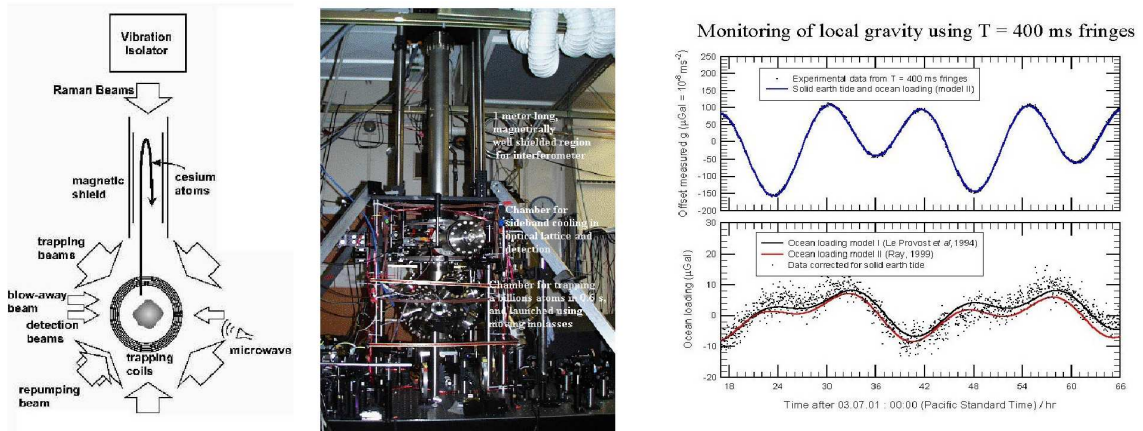 Vibration
Isolator
Raman Beams
magnetic
shield
cesium
atoms
trapping
beams
blow-away
beam
detection
beams
trapping
coils
microwave
repumping
beam
1 meter long,
magnetically
well shielded region
for interferometer
Chamber for
sideband cooling in
optical lattice and
detection
Chamber for trapping
a billions atoms in 0.6 s,
and launched using
moving molasses
Monitoring of local gravity using T = 400 ms fringes
Offset measured g (µGal = 10⁻⁸ ms⁻²)
250
200
150
100
50
0
-50
-100
-150
-200
Experimental data from T = 400 ms fringes
Solid earth tide and ocean loading (model II)
Ocean loading (µGal)
30
20
10
0
-10
-20
Ocean loading model I (Le Provost et al, 1994)
Ocean loading model II (Ray, 1999)
Data corrected for solid earth tide
18 24 30 36 42 48 54 60 66
Time after 03.07.01 : 00:00 (Pacific Standard Time) / hr